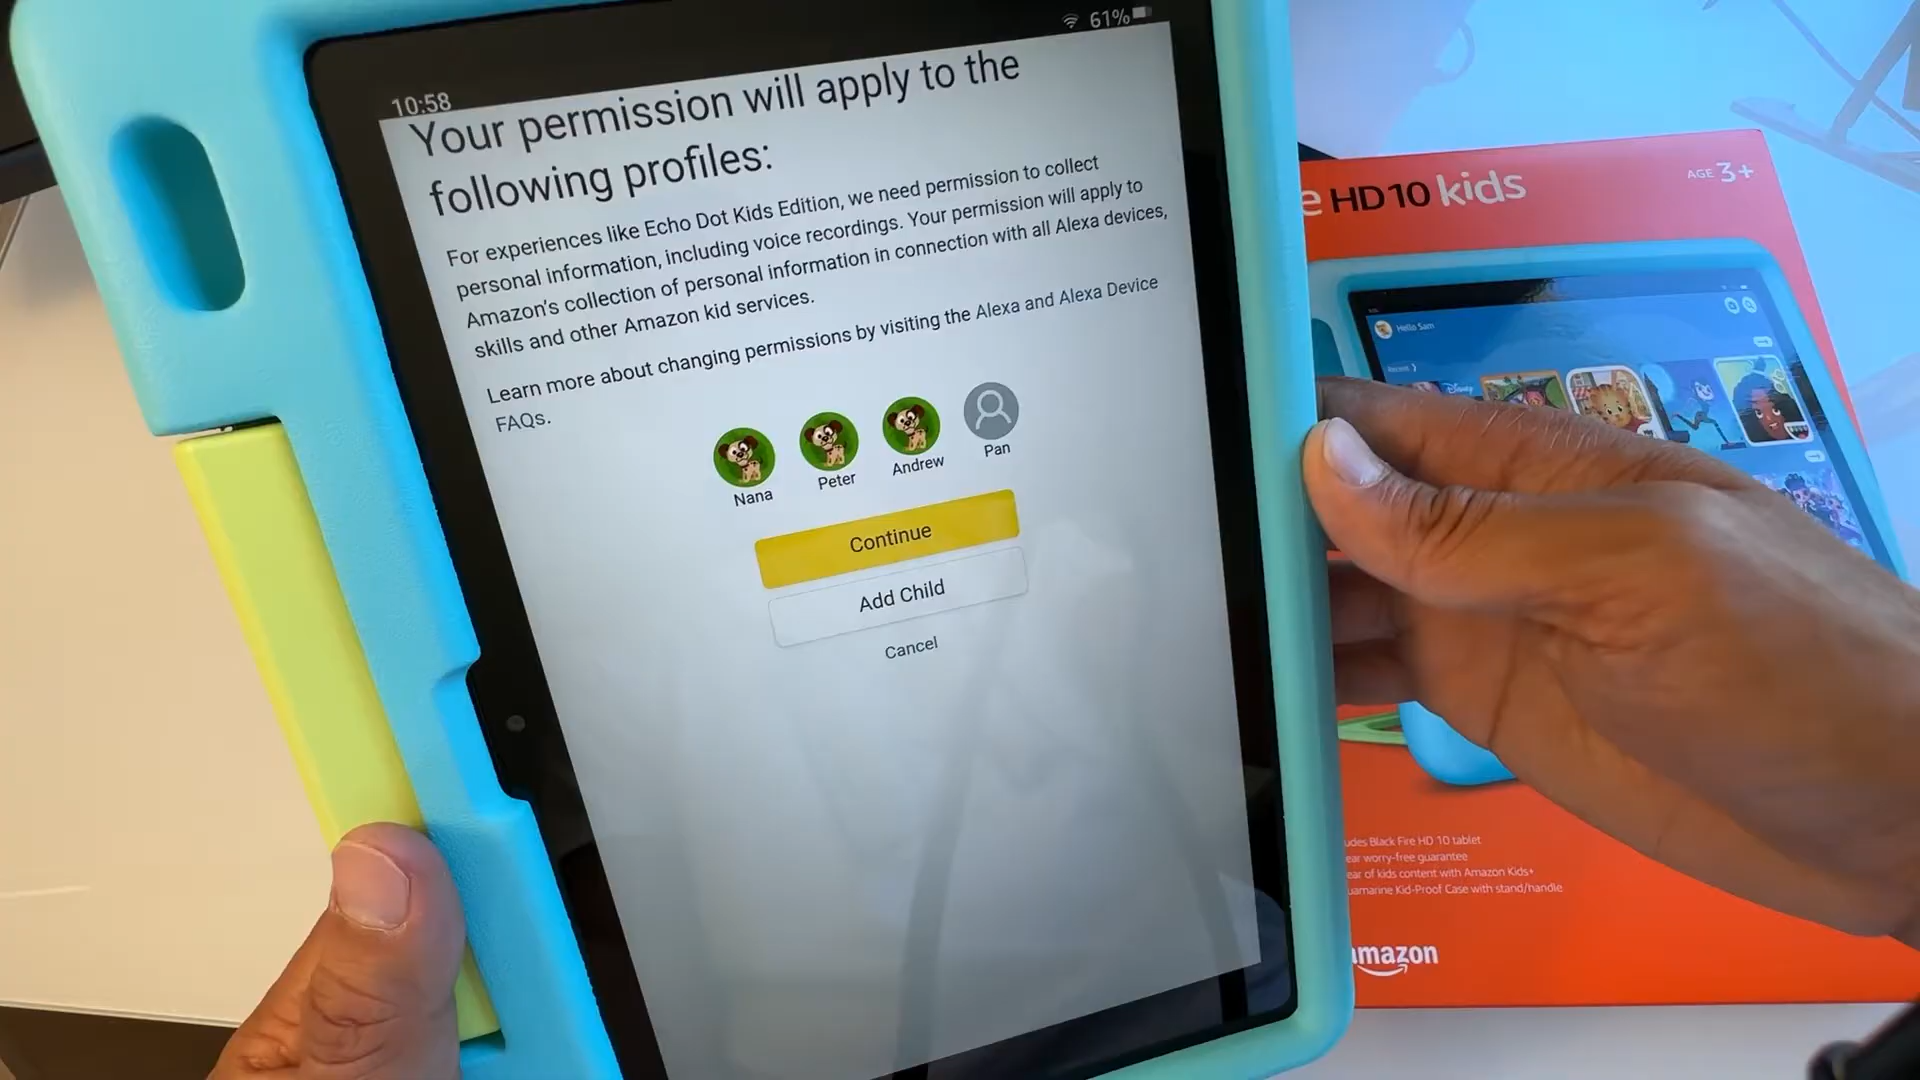 10:58
61%
Your permission will apply to the
following profiles:
For experiences like Echo Dot Kids Edition, we need permission to collect
personal information, including voice recordings. Your permission will apply to
Amazon's collection of personal information in connection with all Alexa devices,
skills and other Amazon kid services.
Learn more about changing permissions by visiting the Alexa and Alexa Device
FAQs.
Nana
Peter
Andrew
Pan
Continue
Add Child
Cancel
e HD10 kids
AGE 3+
Hello Sam
Recent
Disney
udes Black Fire HD 10 tablet
ear worry-free guarantee
ear of kids content with Amazon Kids+
uamarine Kid-Proof Case with stand/handle
amazon